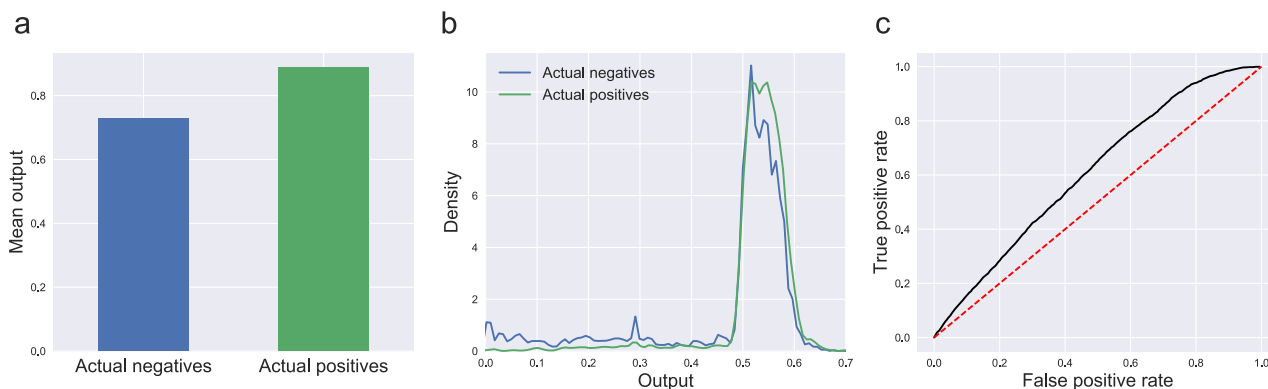 a
Mean output
0.8
0.6
0.4
0.2
0.0
Actual negatives
Actual positives
b
Density
10
8
6
4
2
0
Actual negatives
Actual positives
0.0 0.1 0.2 0.3 0.4 0.5 0.6 0.7
Output
c
True positive rate
1.0
0.8
0.6
0.4
0.2
0.0
0.0 0.2 0.4 0.6 0.8 1.0
False positive rate